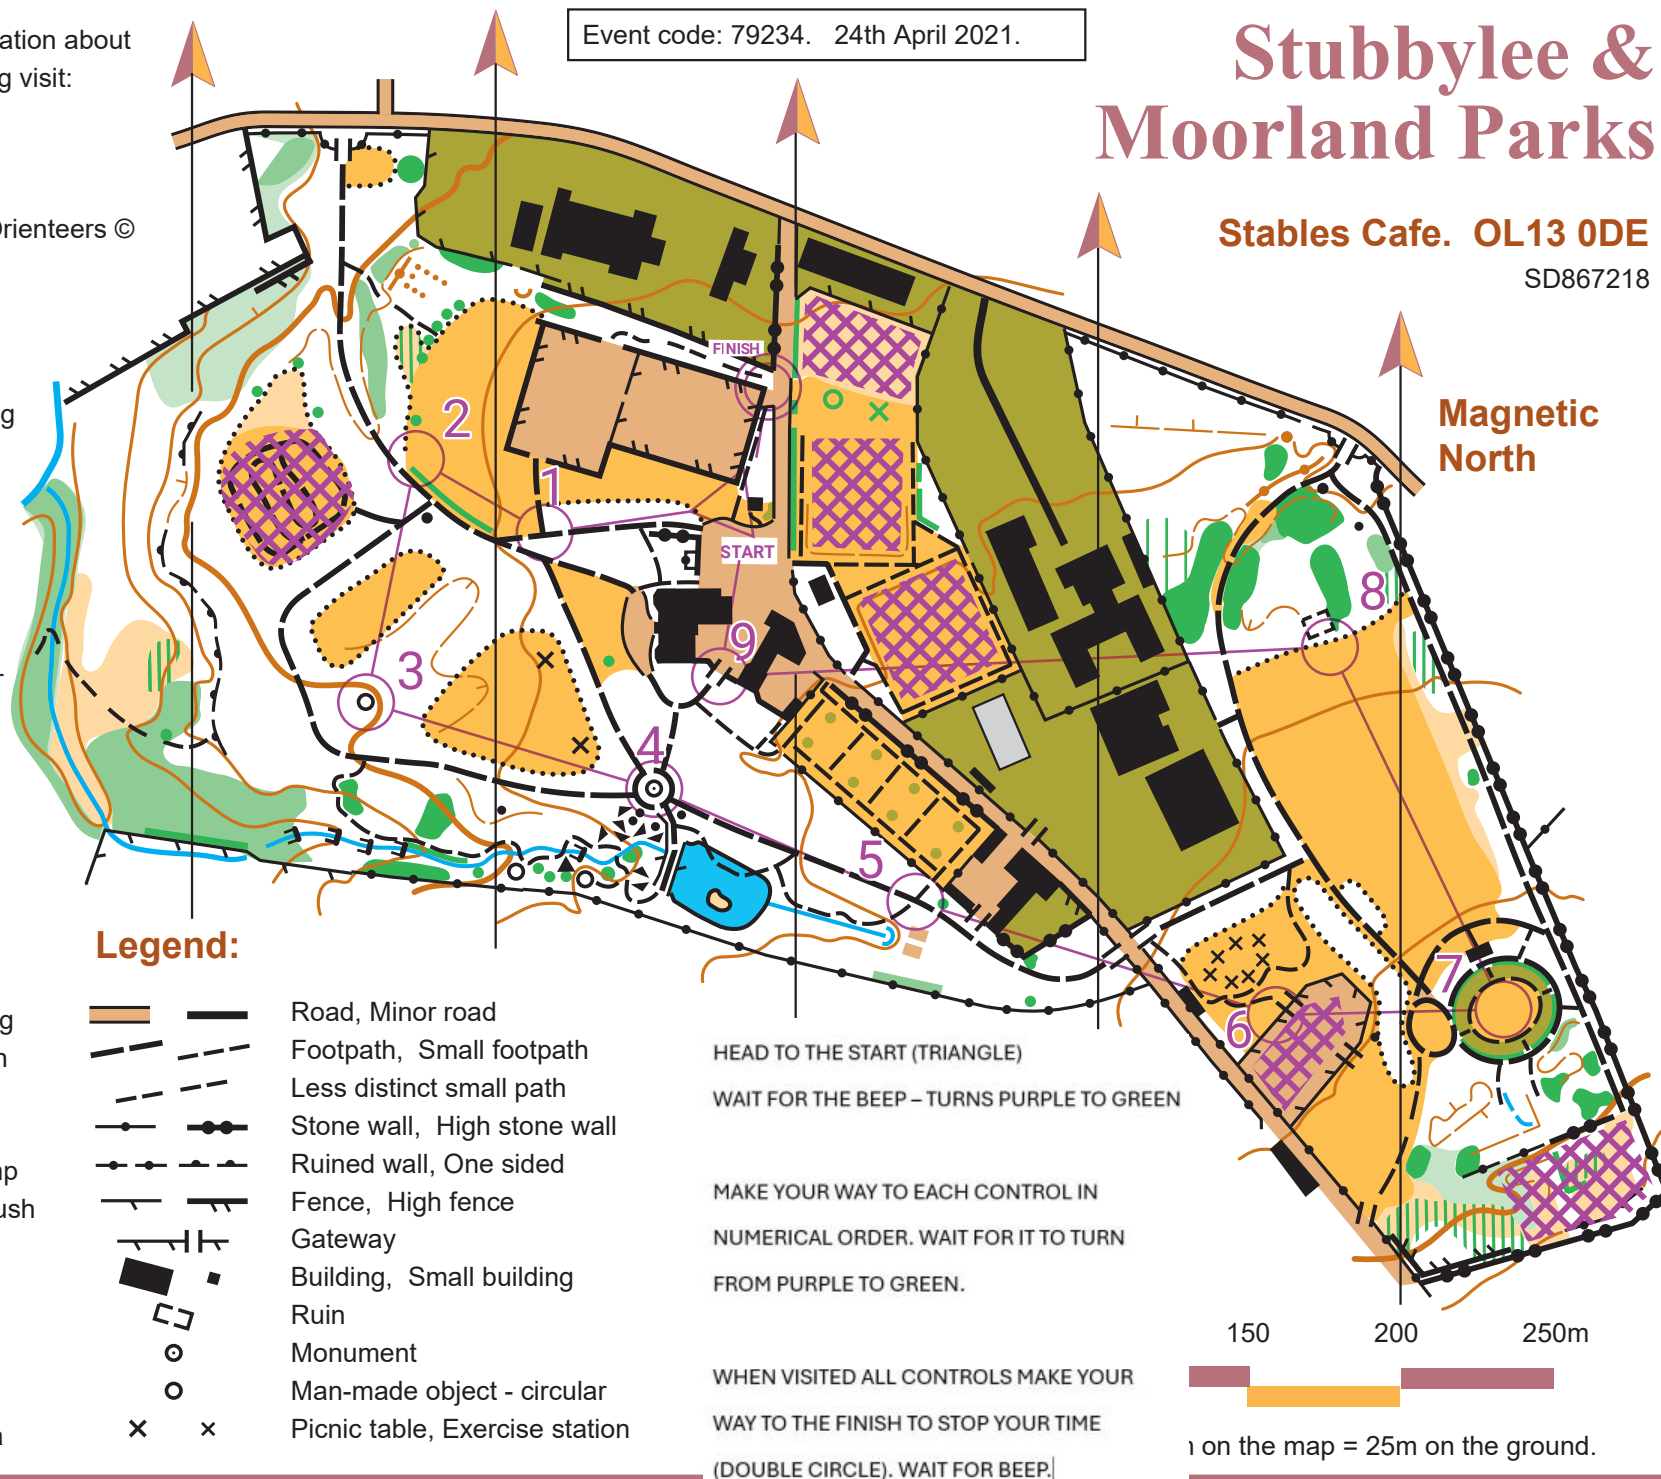 ation about
g visit:
Event code: 79234.   24th April 2021.
Stubbylee &
Moorland Parks
Orienteers ©
Stables Cafe.  OL13 0DE
SD867218
Magnetic
North
FINISH
START
1
2
3
4
5
6
7
8
9
g
r
g
n
np
ush
a
Legend:
Road, Minor road
Footpath,  Small footpath
Less distinct small path
Stone wall,  High stone wall
Ruined wall, One sided
Fence,  High fence
Gateway
Building,  Small building
Ruin
Monument
Man-made object - circular
Picnic table, Exercise station
HEAD TO THE START (TRIANGLE)
WAIT FOR THE BEEP – TURNS PURPLE TO GREEN
MAKE YOUR WAY TO EACH CONTROL IN
NUMERICAL ORDER. WAIT FOR IT TO TURN
FROM PURPLE TO GREEN.
WHEN VISITED ALL CONTROLS MAKE YOUR
WAY TO THE FINISH TO STOP YOUR TIME
(DOUBLE CIRCLE). WAIT FOR BEEP.
150 200 250m
on the map = 25m on the ground.